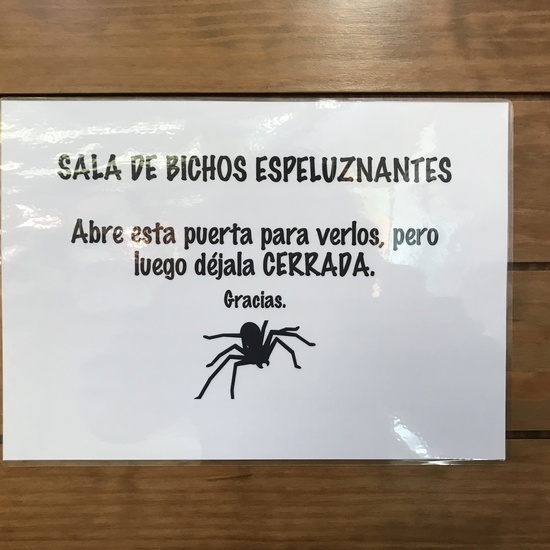 SALA DE BICHOS ESPELUZNANTES
Abre esta puerta para verlos, pero
luego déjala CERRADA.
Gracias.